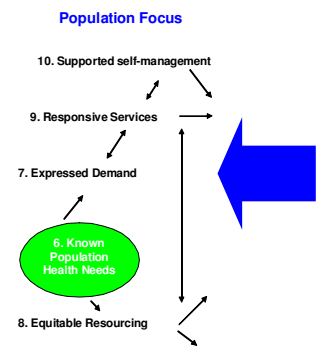 Population Focus
10. Supported self-management
9. Responsive Services
7. Expressed Demand
6. Known
Population
Health Needs
8. Equitable Resourcing